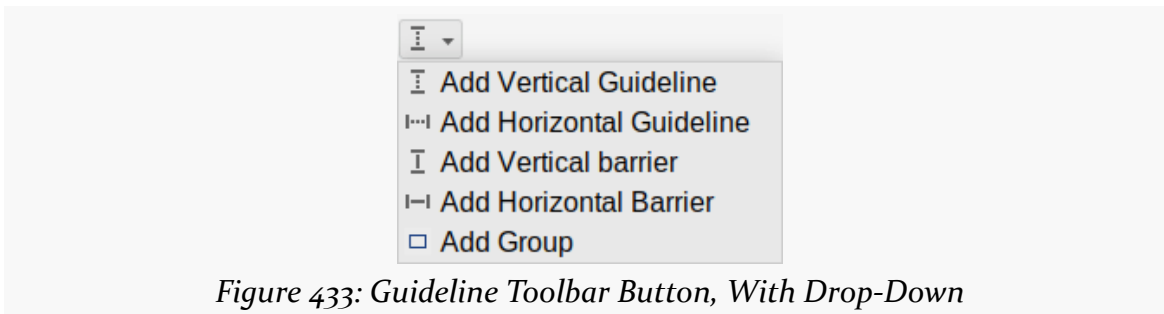 Add Vertical Guideline
Add Horizontal Guideline
Add Vertical barrier
Add Horizontal Barrier
Add Group
Figure 433: Guideline Toolbar Button, With Drop-Down